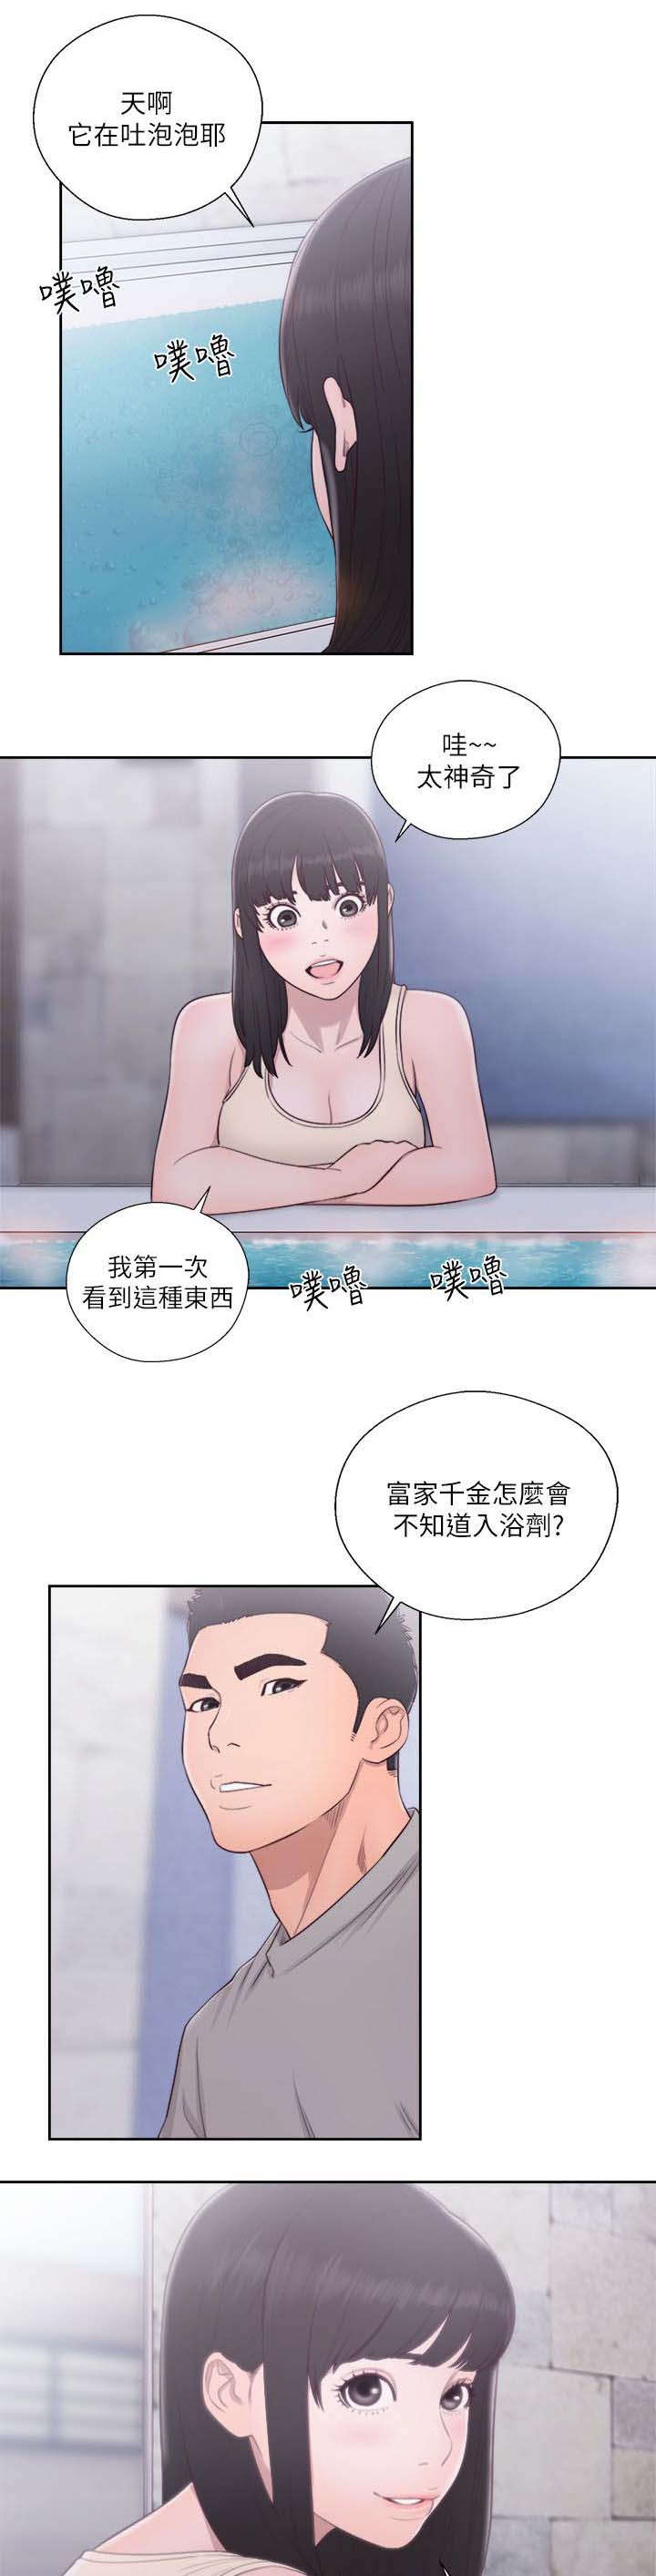 天啊
它在吐泡泡耶
噗嚕
噗嚕
哇~~
太神奇了
我第一次
看到這種東西
噗嚕
噗嚕
富家千金怎麼會
不知道入浴劑?